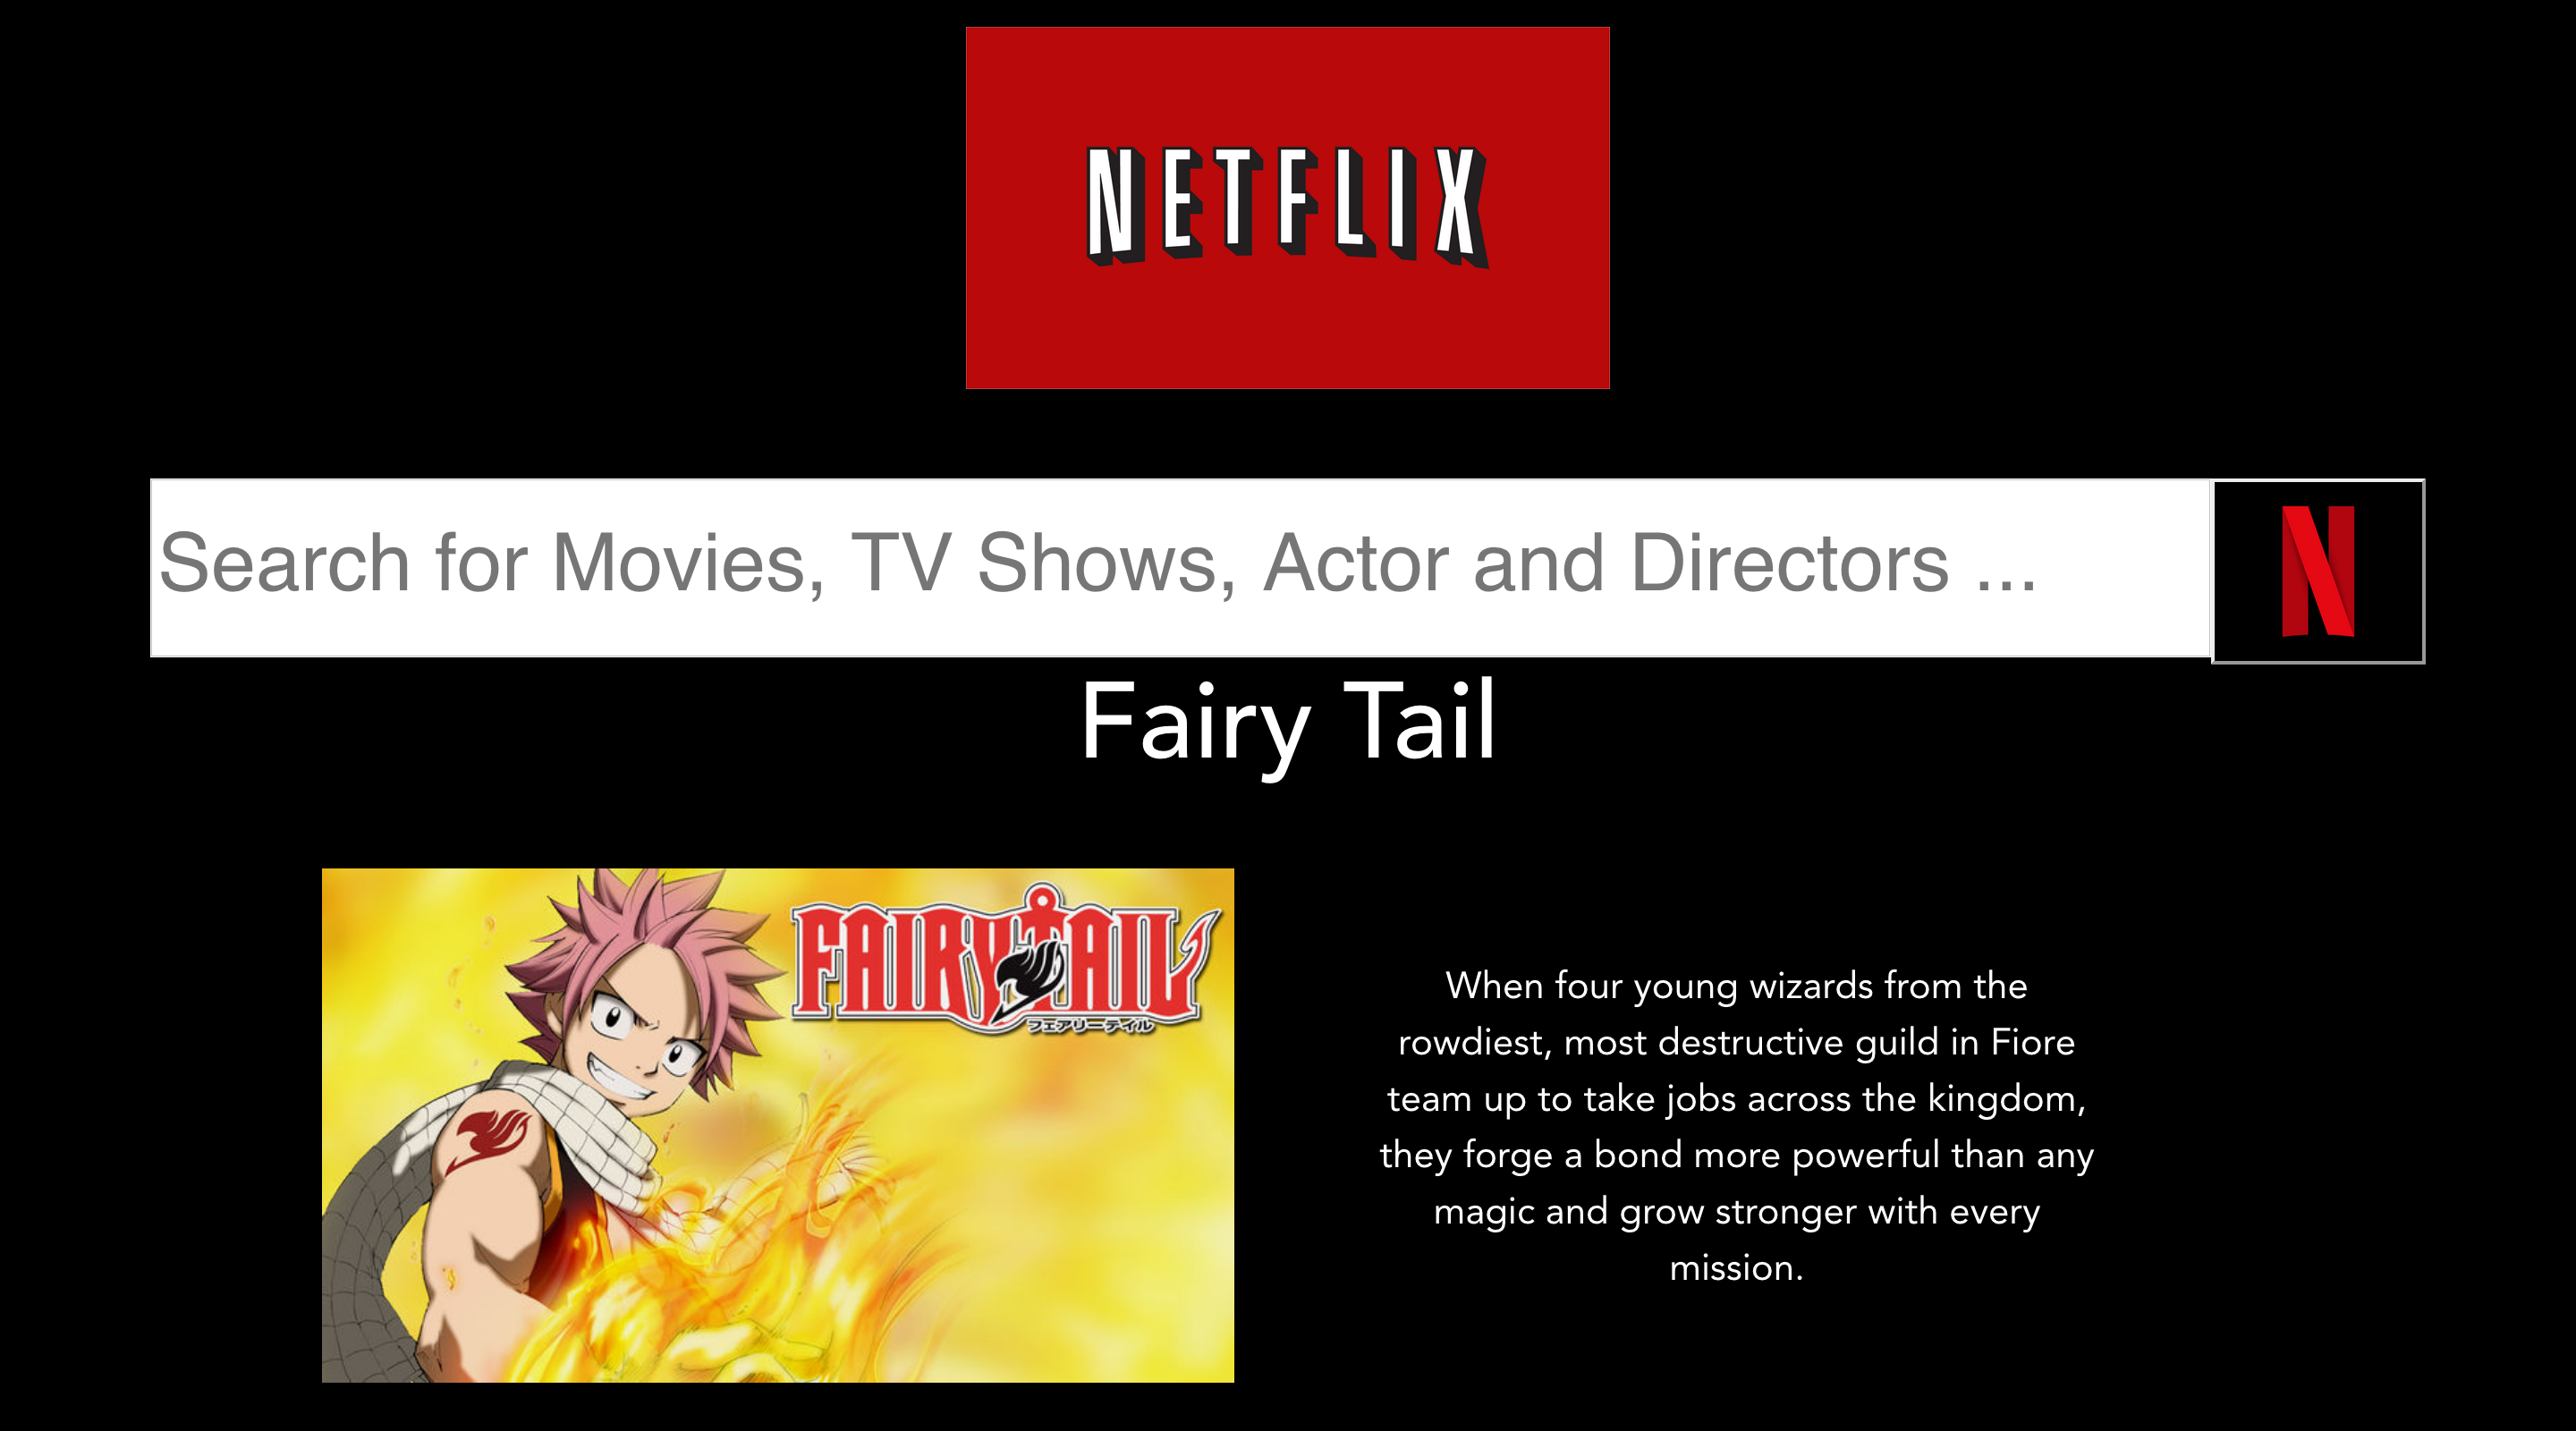 NETFLIX
Search for Movies, TV Shows, Actor and Directors ...
N
Fairy Tail
FAIRY TAIL
フェアリーテイル
When four young wizards from the
rowdiest, most destructive guild in Fiore
team up to take jobs across the kingdom,
they forge a bond more powerful than any
magic and grow stronger with every
mission.